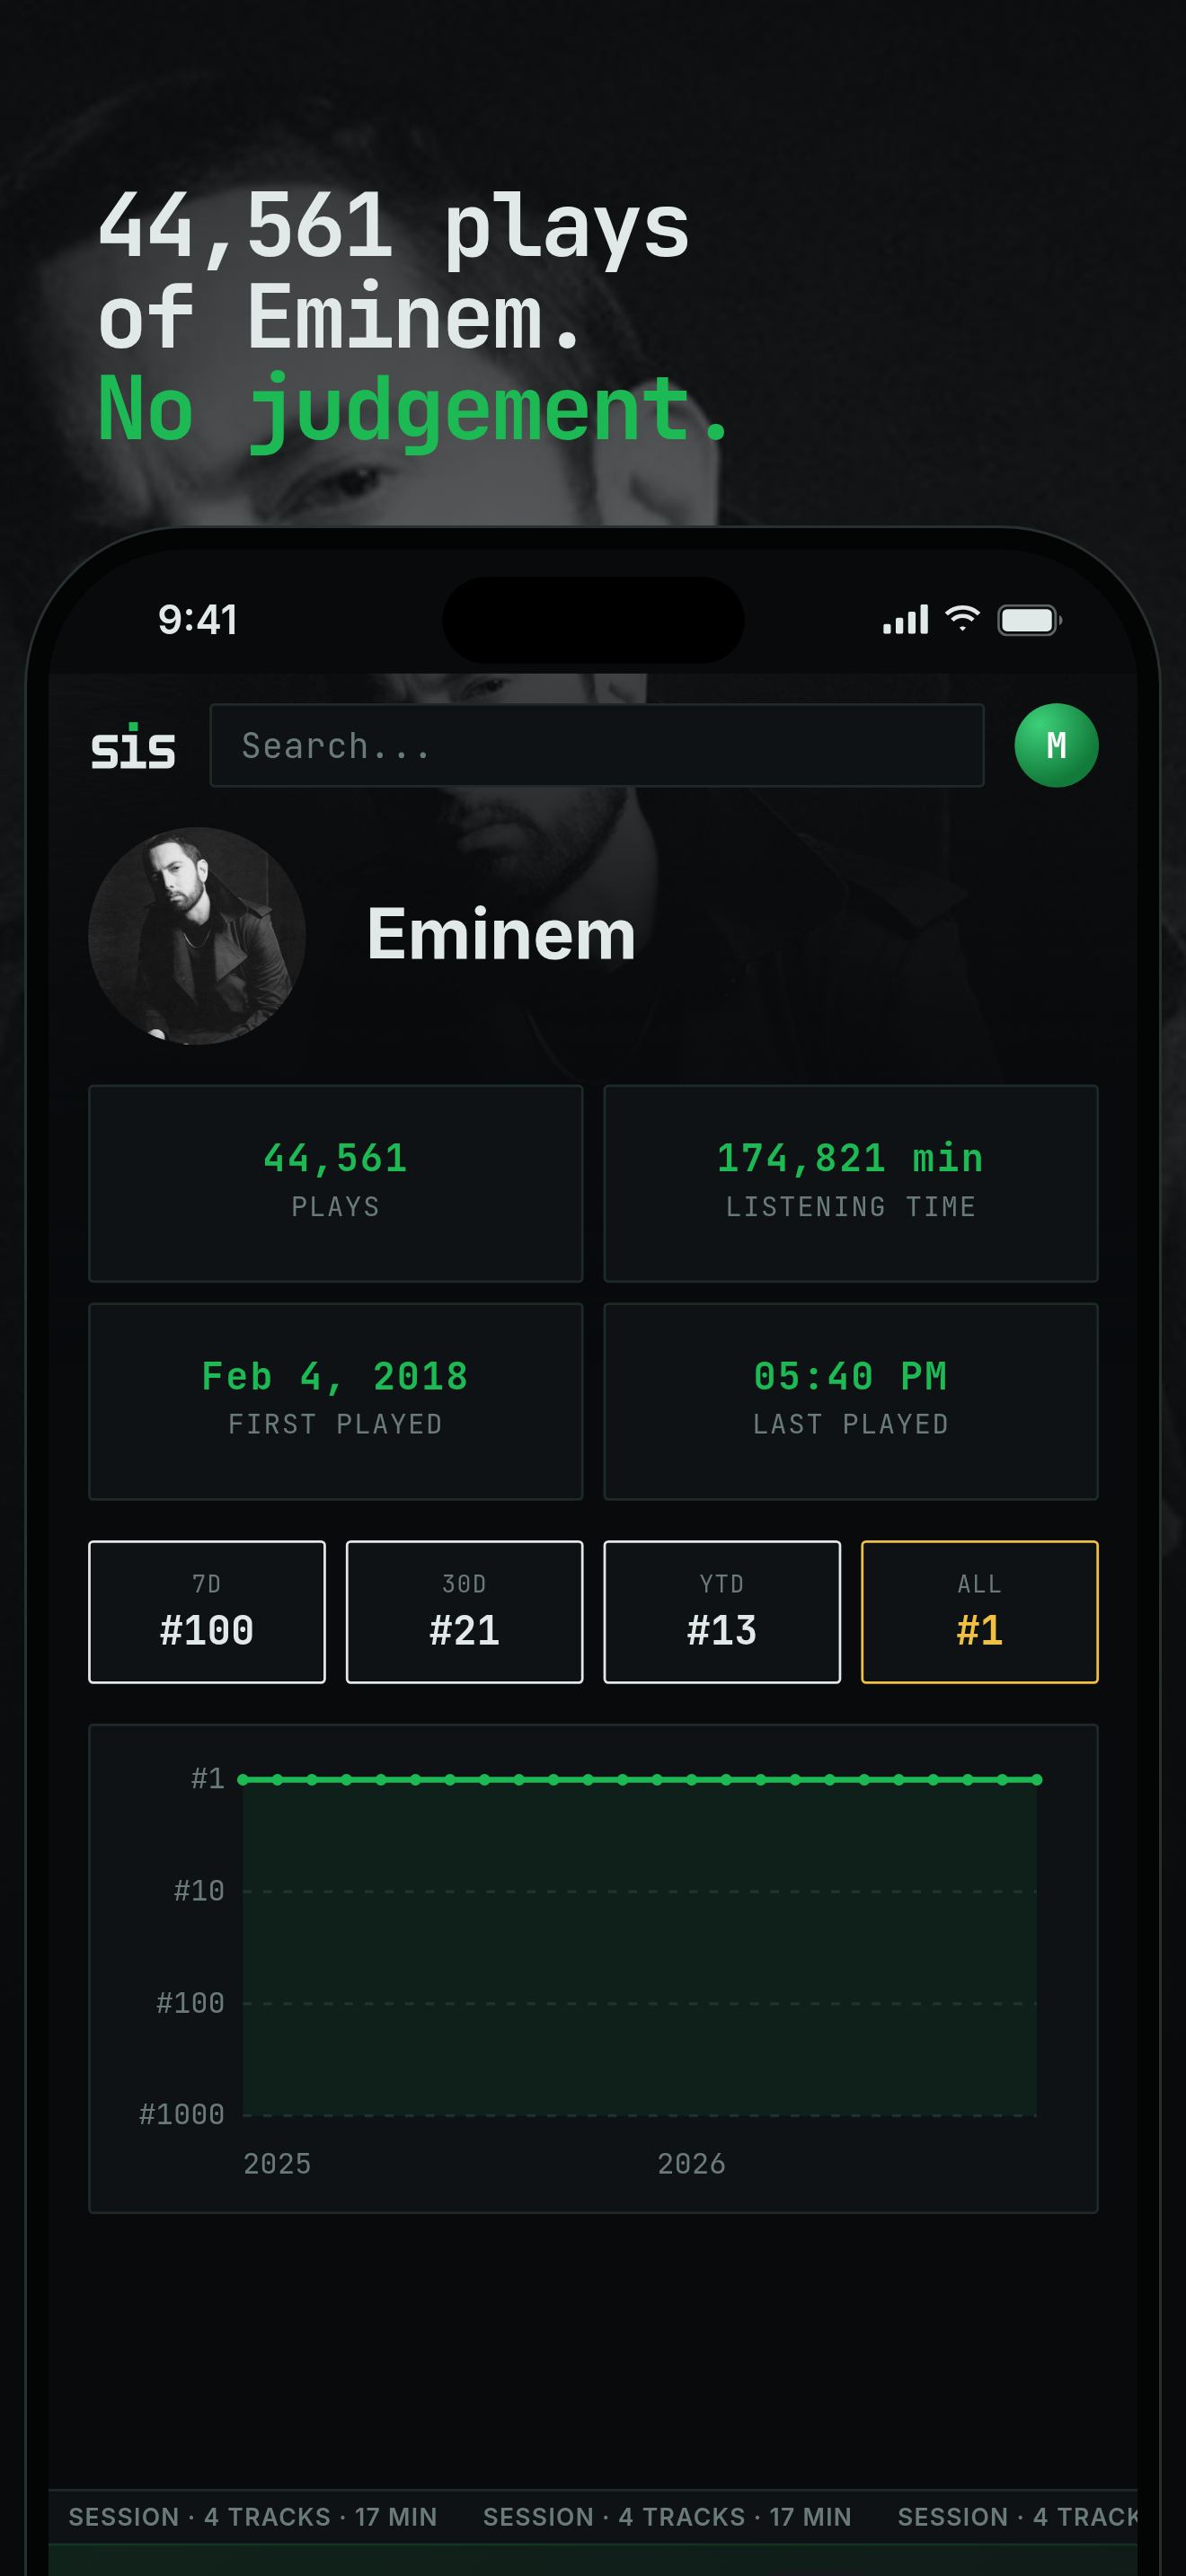 44,561 plays
of Eminem.
No judgement.
9:41
sis
Search...
M
Eminem
44,561
PLAYS
174,821 min
LISTENING TIME
Feb 4, 2018
FIRST PLAYED
05:40 PM
LAST PLAYED
7D
#100
30D
#21
YTD
#13
ALL
#1
#1
#10
#100
#1000
2025 2026
SESSION · 4 TRACKS · 17 MIN SESSION · 4 TRACKS · 17 MIN SESSION · 4 TRACK